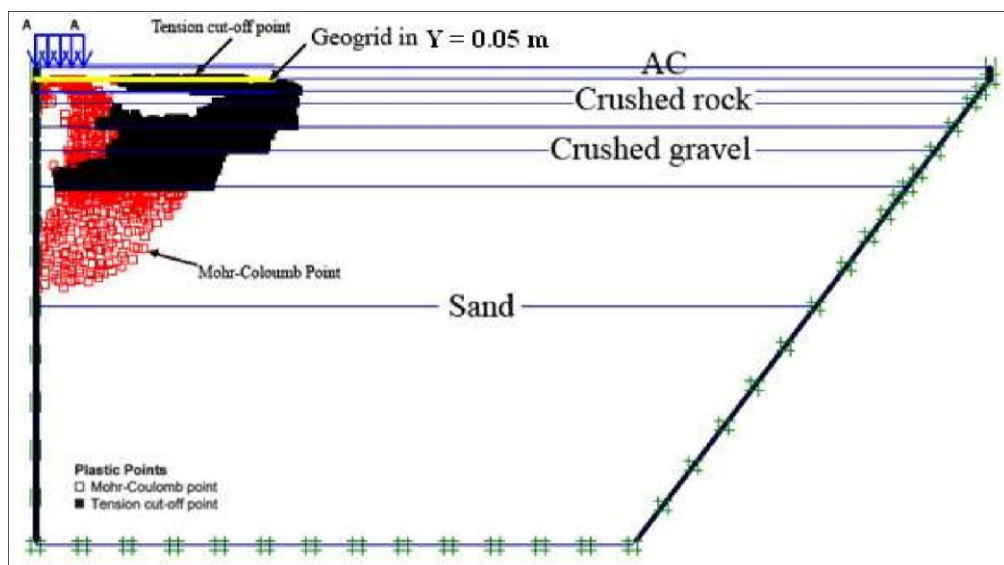 A A
Tension cut-off point
Geogrid in Y = 0.05 m
AC
Crushed rock
Crushed gravel
Mohr-Coloumb Point
Sand
Plastic Points
Mohr-Coulomb point
Tension cut-off point